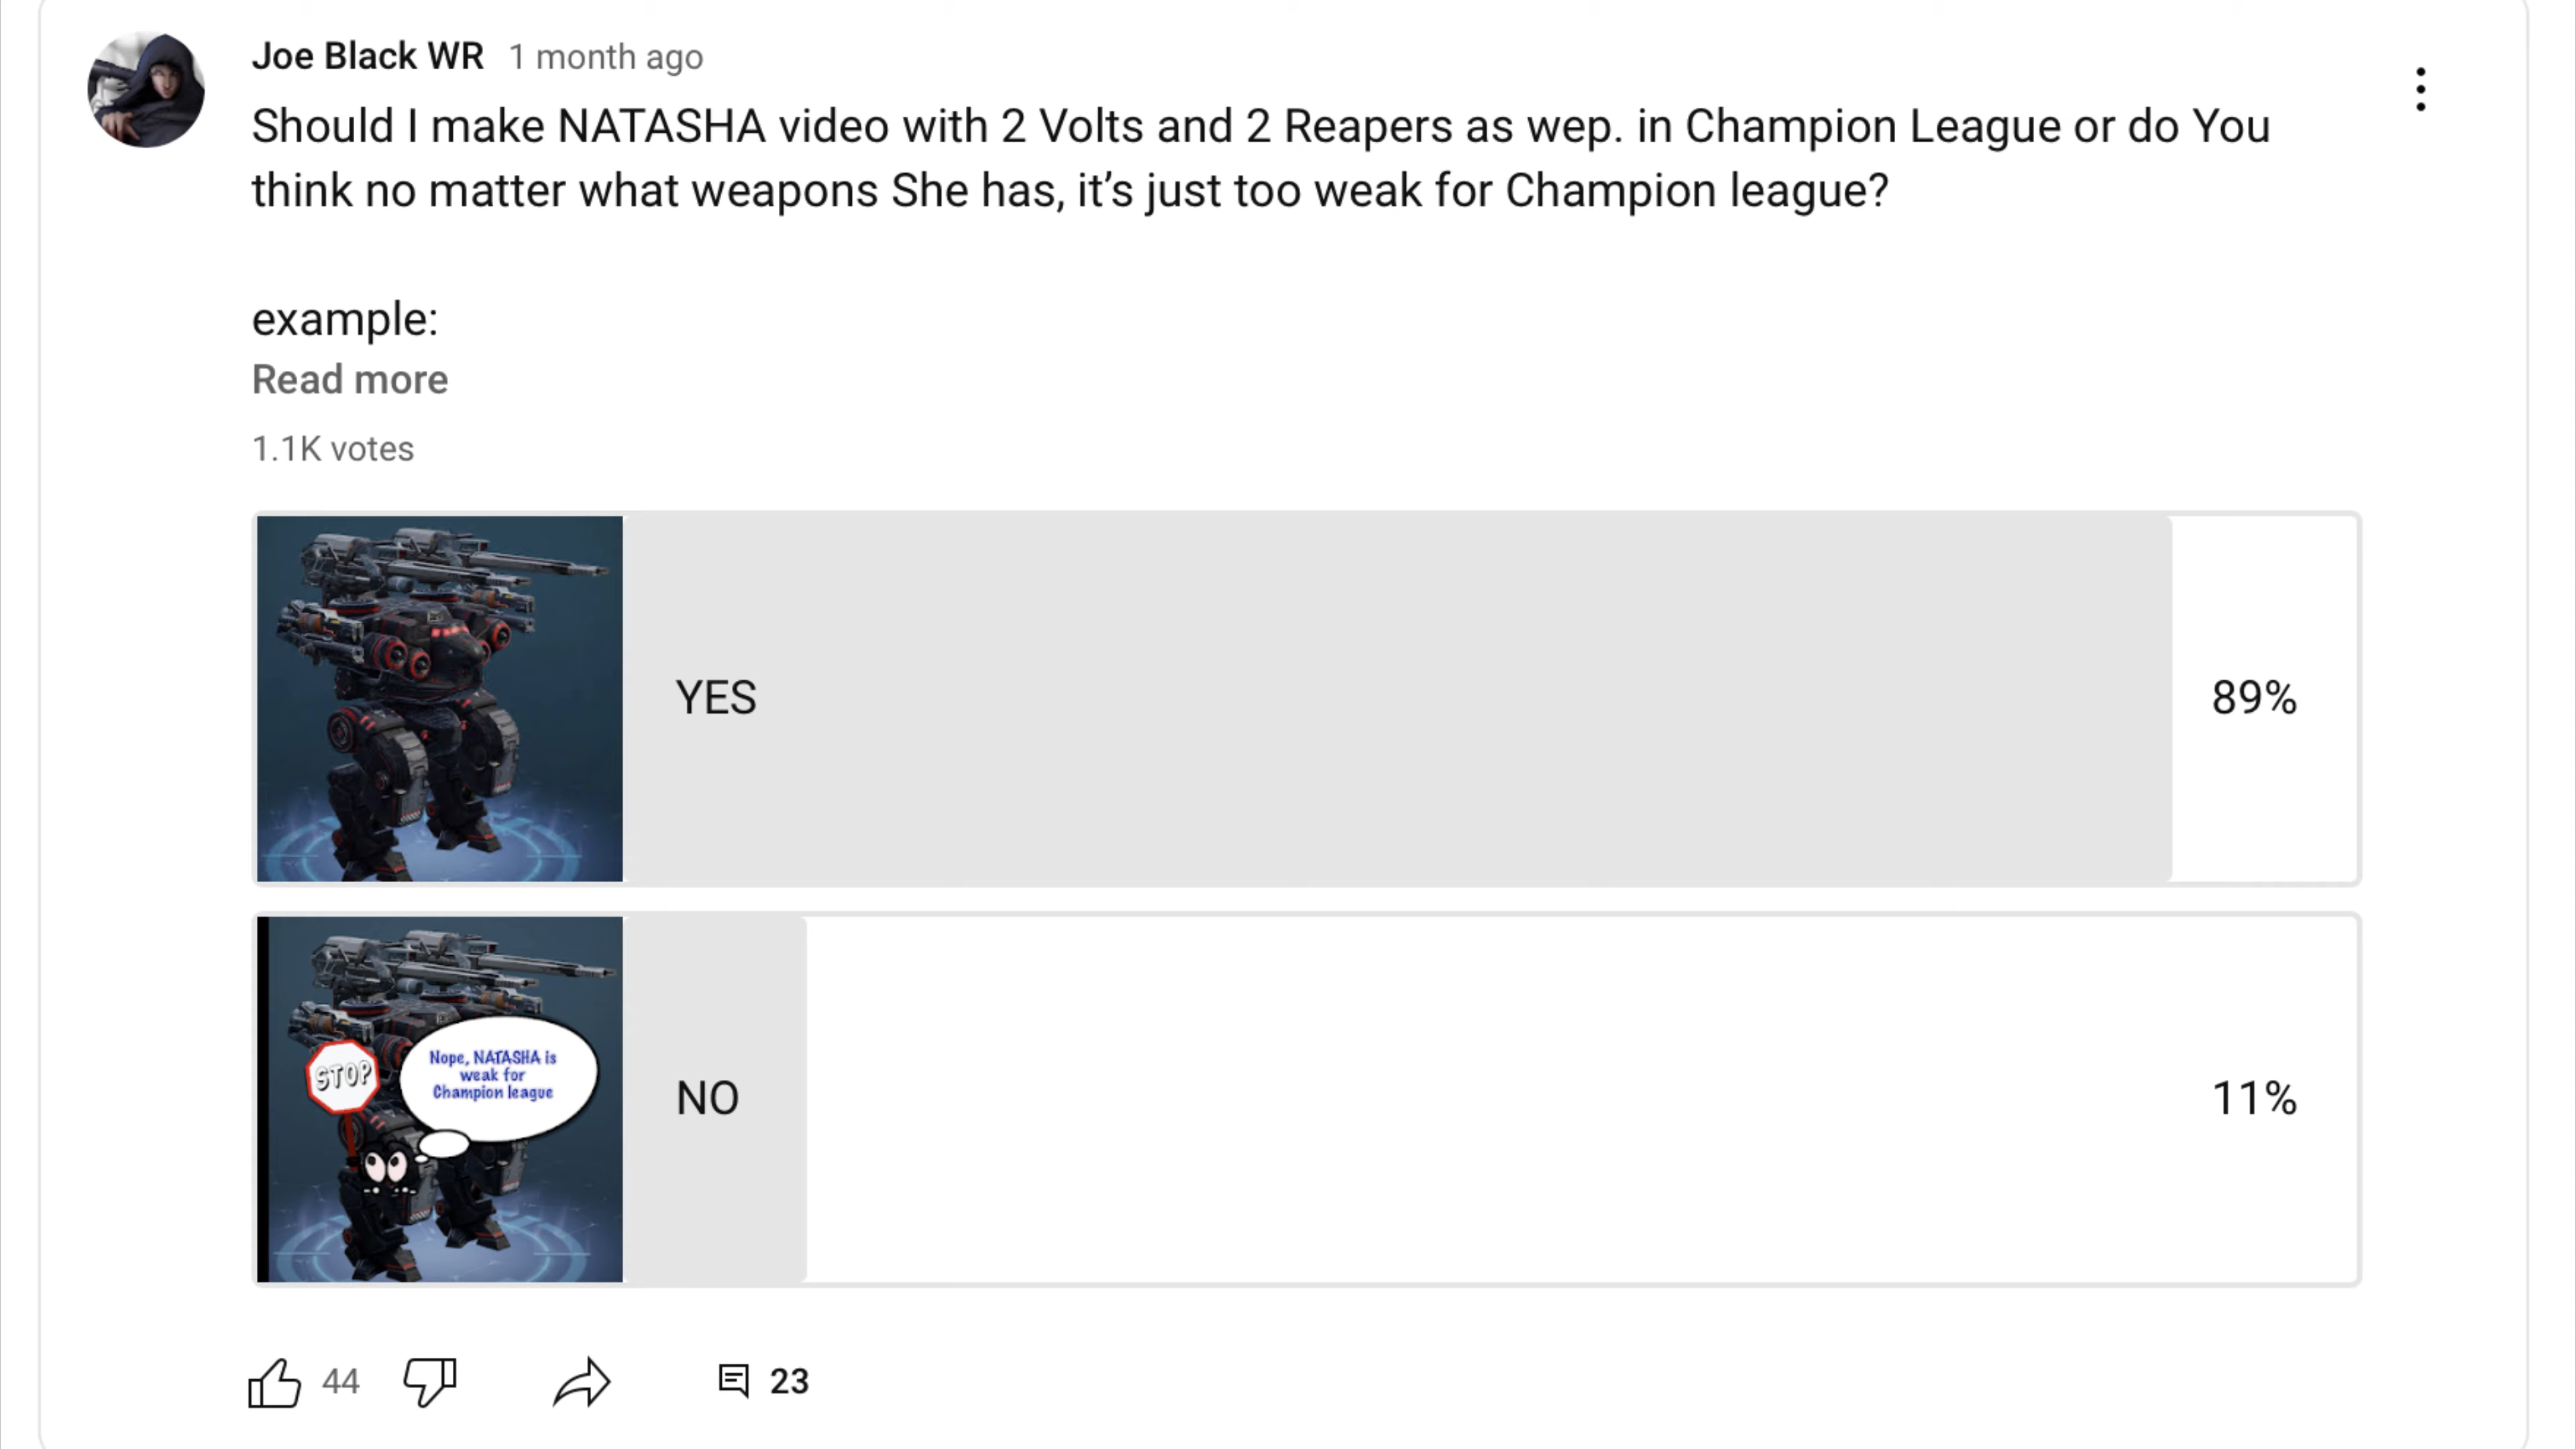 Joe Black WR 1 month ago
Should I make NATASHA video with 2 Volts and 2 Reapers as wep. in Champion League or do You
think no matter what weapons She has, it’s just too weak for Champion league?
example:
Read more
1.1K votes
YES 89%
STOP
Nope, NATASHA is
weak for
Champion league
NO 11%
44 23